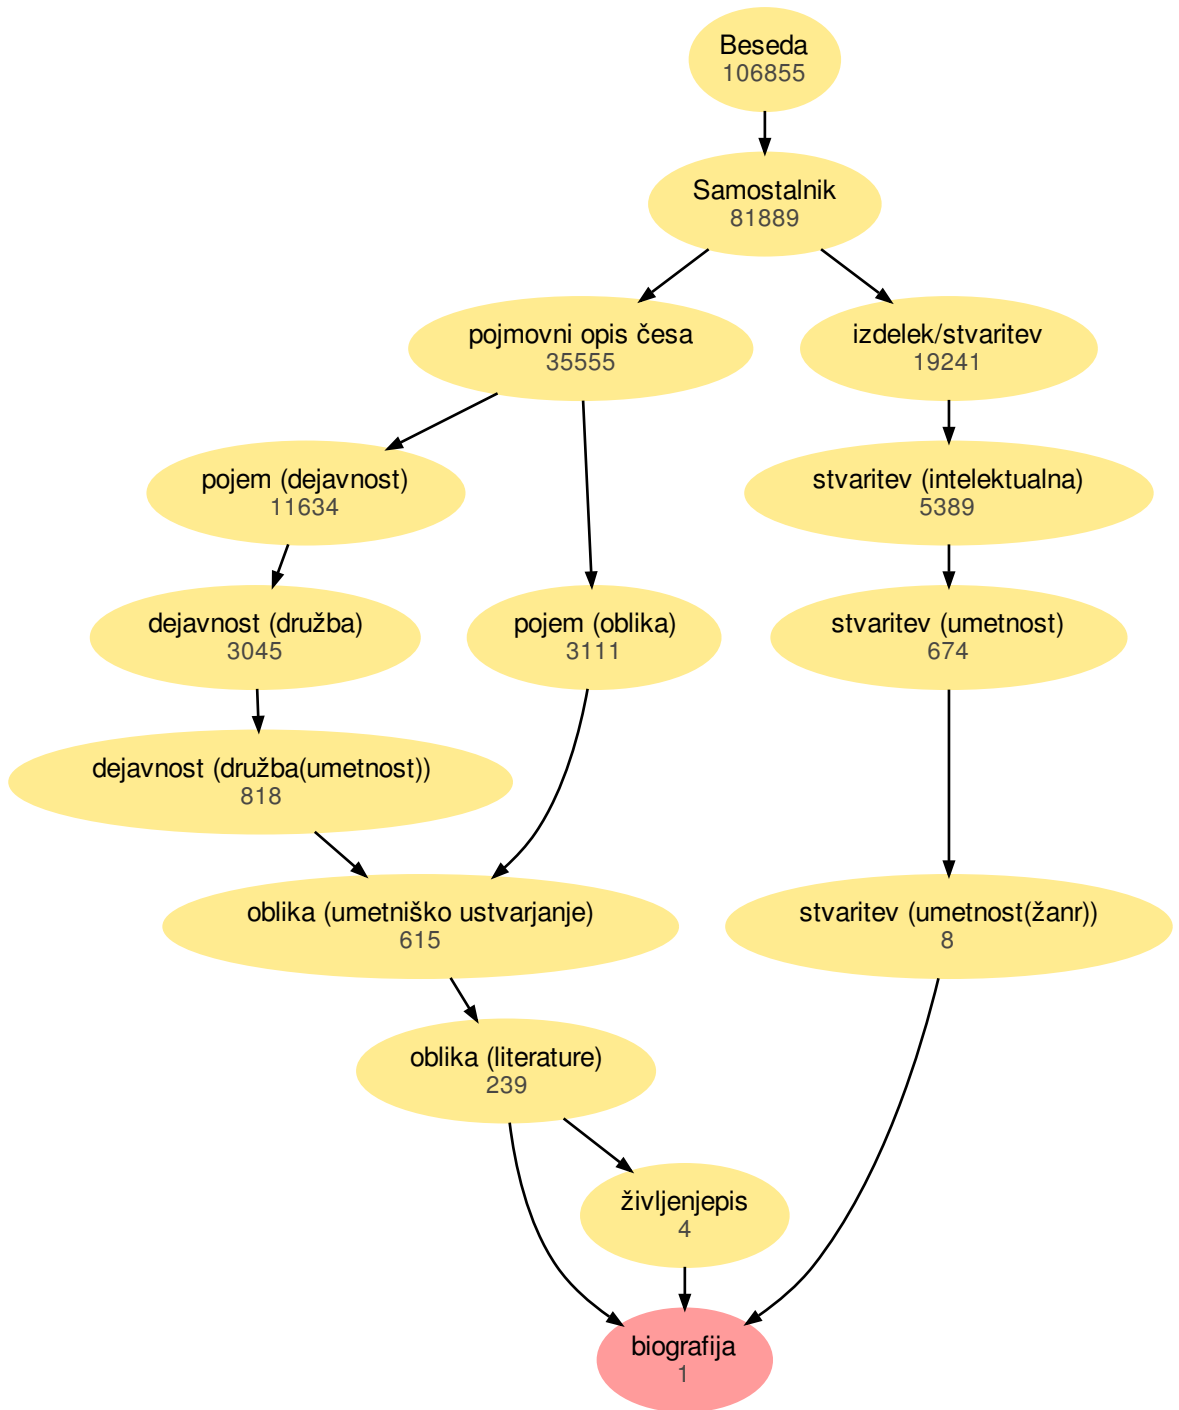 Beseda
106855
Samostalnik
81889
pojmovni opis česa
35555
izdelek/stvaritev
19241
pojem (dejavnost)
11634
stvaritev (intelektualna)
5389
dejavnost (družba)
3045
pojem (oblika)
3111
stvaritev (umetnost)
674
dejavnost (družba(umetnost))
818
oblika (umetniško ustvarjanje)
615
stvaritev (umetnost(žanr))
8
oblika (literature)
239
življenjepis
4
biografija
1